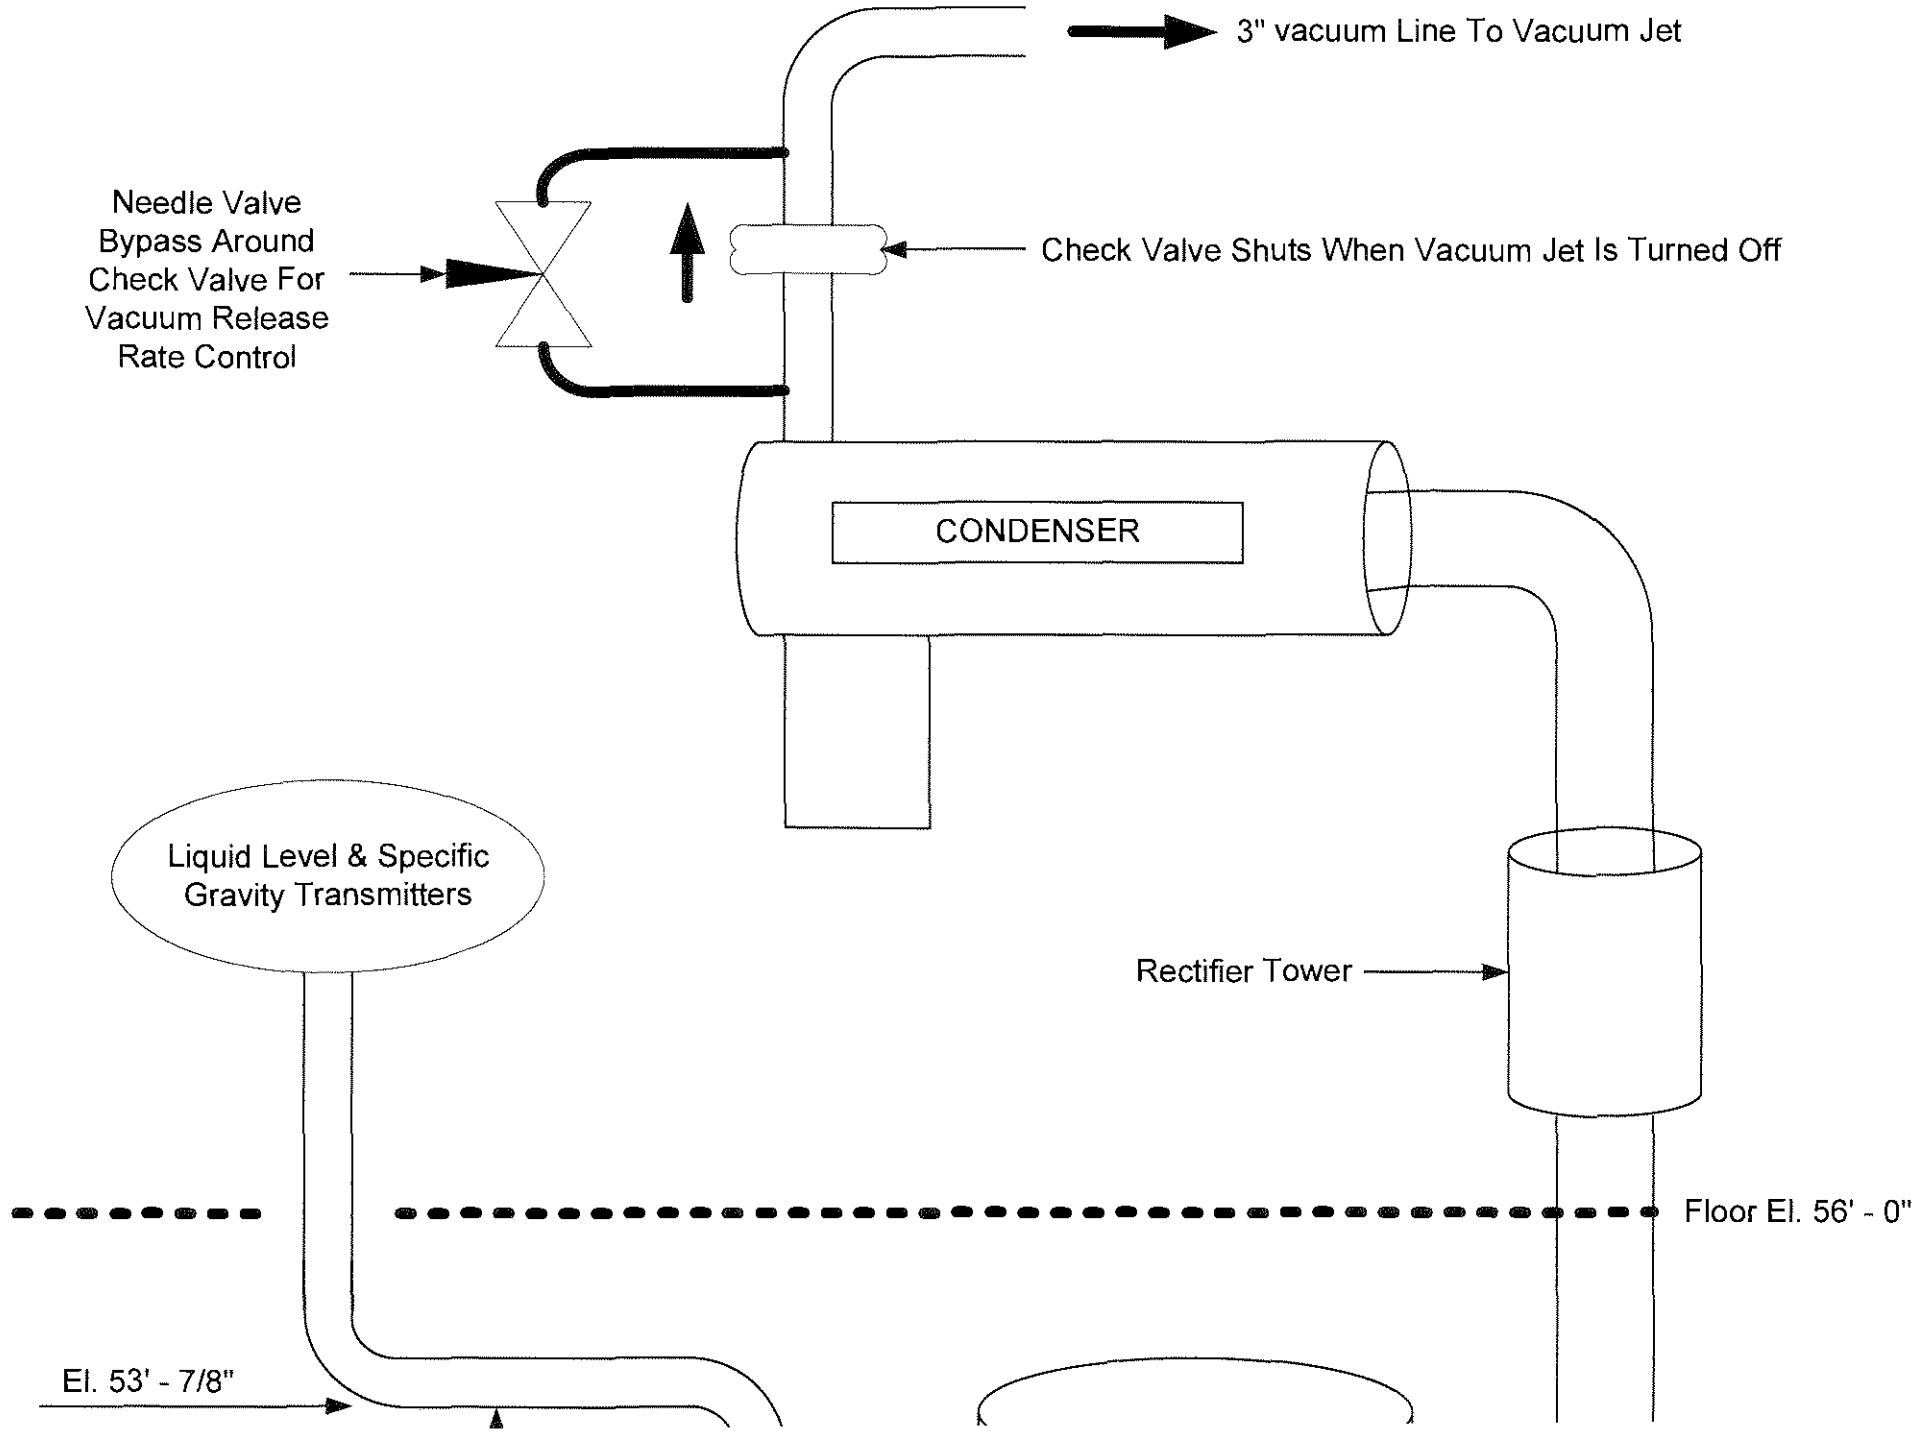 3" vacuum Line To Vacuum Jet
Needle Valve
Bypass Around
Check Valve For
Vacuum Release
Rate Control
Check Valve Shuts When Vacuum Jet Is Turned Off
CONDENSER
Liquid Level & Specific
Gravity Transmitters
Rectifier Tower
Floor El. 56' - 0"
El. 53' - 7/8"